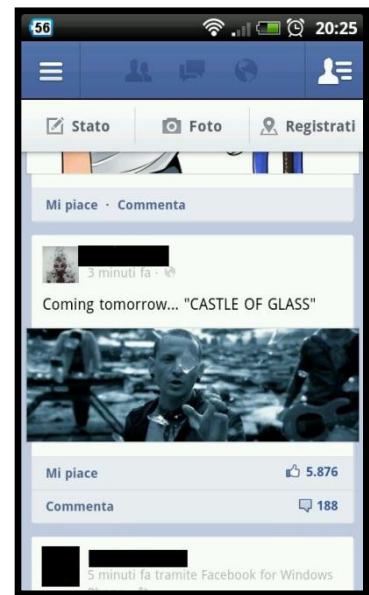 56
20:25
Stato Foto Registrati
Mi piace · Commenta
3 minuti fa ·
Coming tomorrow... "CASTLE OF GLASS"
Mi piace 5.876
Commenta 188
5 minuti fa tramite Facebook for Windows